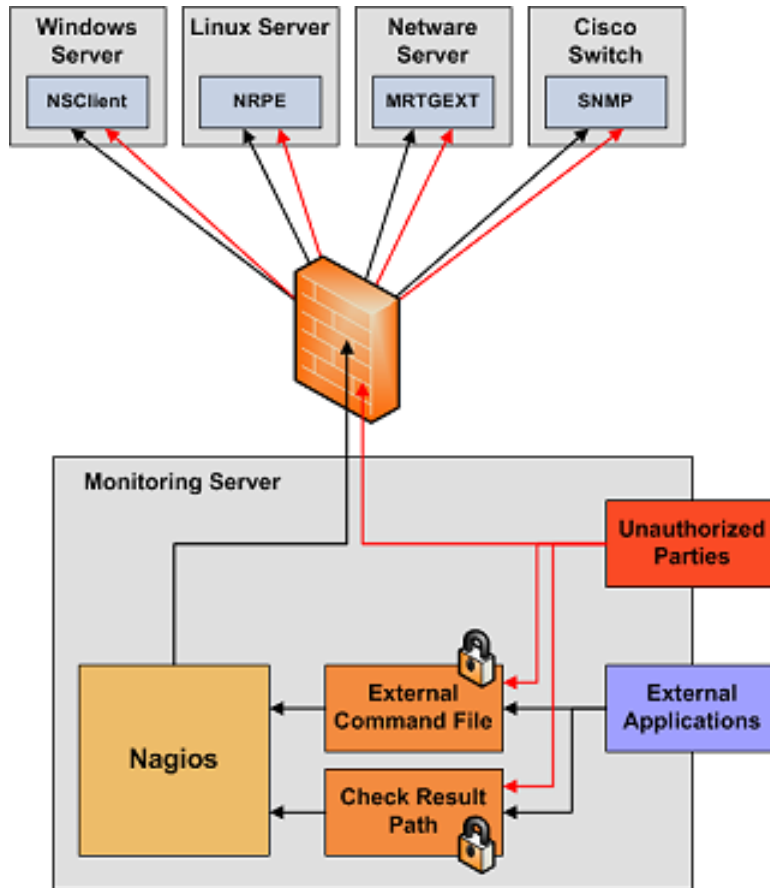 Windows
Server
NSClient
Linux Server
NRPE
Netware
Server
MRTGEXT
Cisco
Switch
SNMP
Monitoring Server
Unauthorized
Parties
External
Command File
External
Applications
Nagios
Check Result
Path